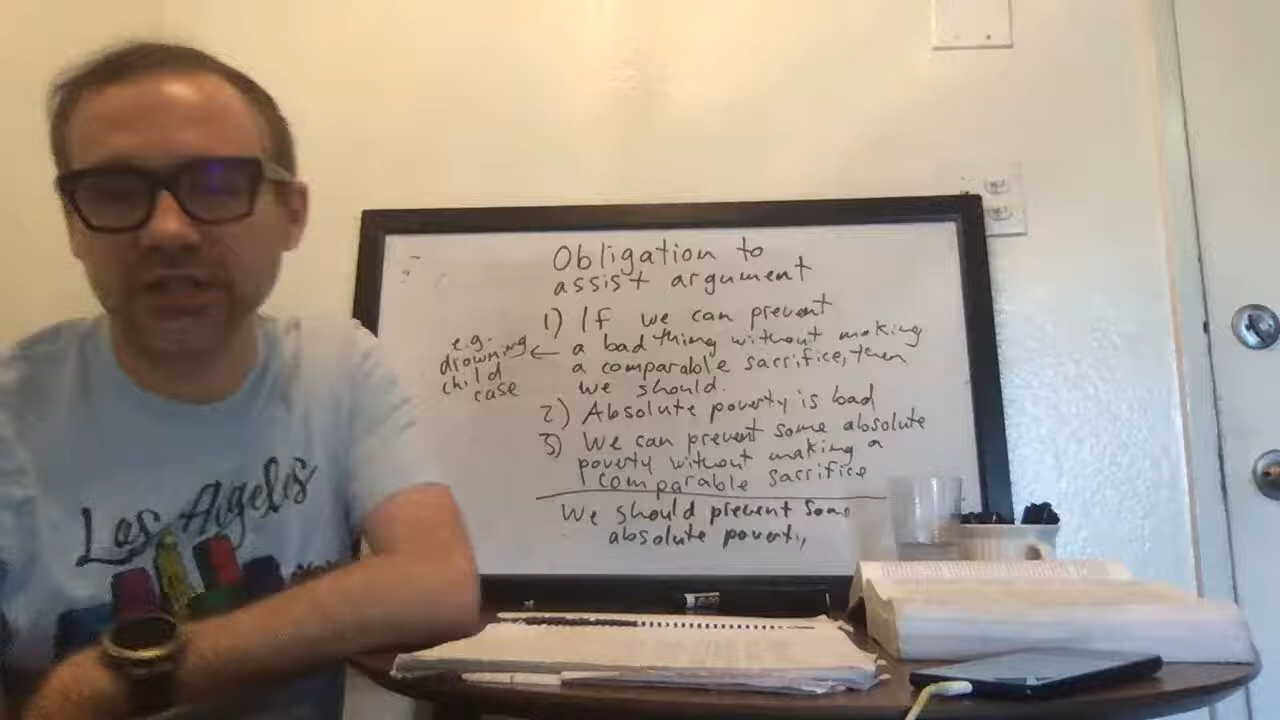 Obligation to
assist argument
1) If we can prevent
a bad thing without making
a comparable sacrifice, then
we should.
e.g.
drowning
child
case
2) Absolute poverty is bad
3) We can prevent some absolute
poverty without making a
comparable sacrifice
We should prevent some
absolute poverty
Los Angeles